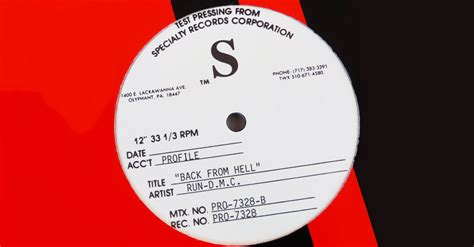 TEST PRESSING FROM
SPECIALTY RECORDS CORPORATION
S
TM
1400 E. LACKAWANNA AVE
OLYPHANT, PA. 18447
PHONE: (717) 383-3291
TWX 510-671-4580
12" 33 1/3 RPM
DATE
ACC'T PROFILE
TITLE "BACK FROM HELL"
ARTIST RUN-D.M.C.
MTX. NO. PRO-7328-B
REC. NO. PRO-7328